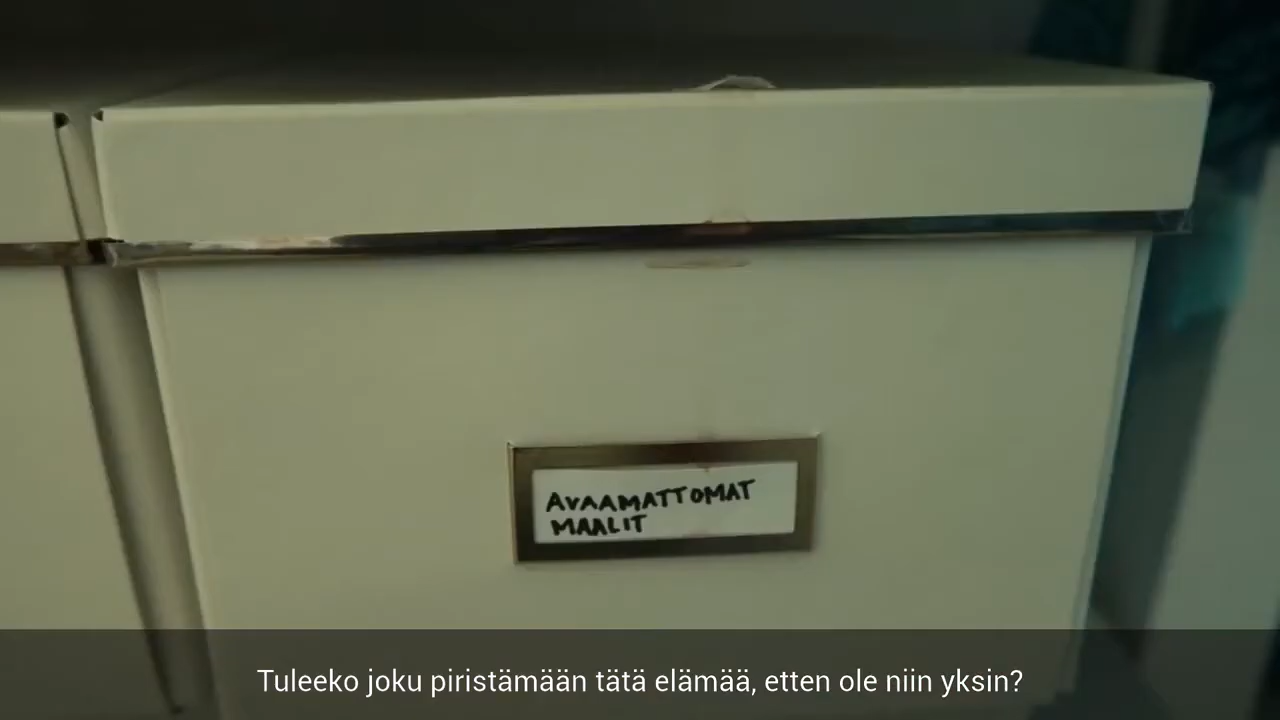 AVAAMATTOMAT
MAALIT
Tuleeko joku piristämään tätä elämää, etten ole niin yksin?